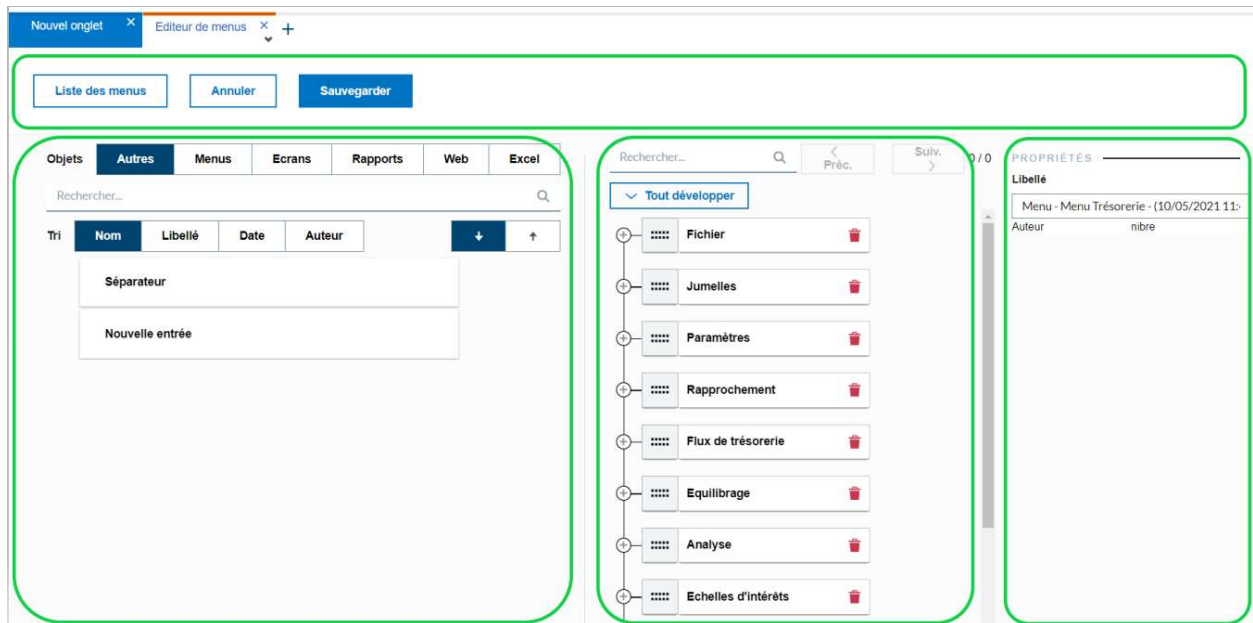 Nouvel onglet
Editeur de menus
Liste des menus
Annuler
Sauvegarder
Objets Autres Menus Ecrans Rapports Web Excel
Rechercher...
Tri Nom Libellé Date Auteur
Séparateur
Nouvelle entrée
Rechercher...
Préc.
Suiv.
0 / 0
Tout développer
Fichier
Jumelles
Paramètres
Rapprochement
Flux de trésorerie
Equilibrage
Analyse
Echelles d'intérêts
PROPRIÉTÉS
Libellé
Menu - Menu Trésorerie - (10/05/2021 11:
Auteur nibre